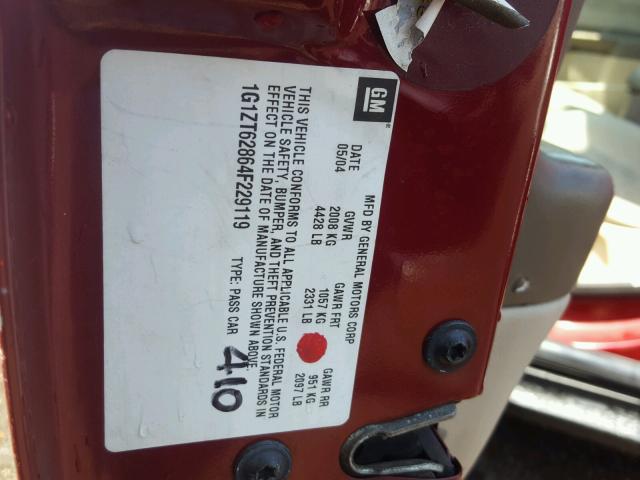 GM
MFD BY GENERAL MOTORS CORP
DATE GVWR GAWR FRT GAWR RR
05/04 2008 KG 1057 KG 951 KG
4428 LB 2331 LB 2097 LB
THIS VEHICLE CONFORMS TO ALL APPLICABLE U.S. FEDERAL MOTOR
VEHICLE SAFETY, BUMPER, AND THEFT PREVENTION STANDARDS IN
EFFECT ON THE DATE OF MANUFACTURE SHOWN ABOVE.
1G1ZT62864F229119 TYPE: PASS CAR
410